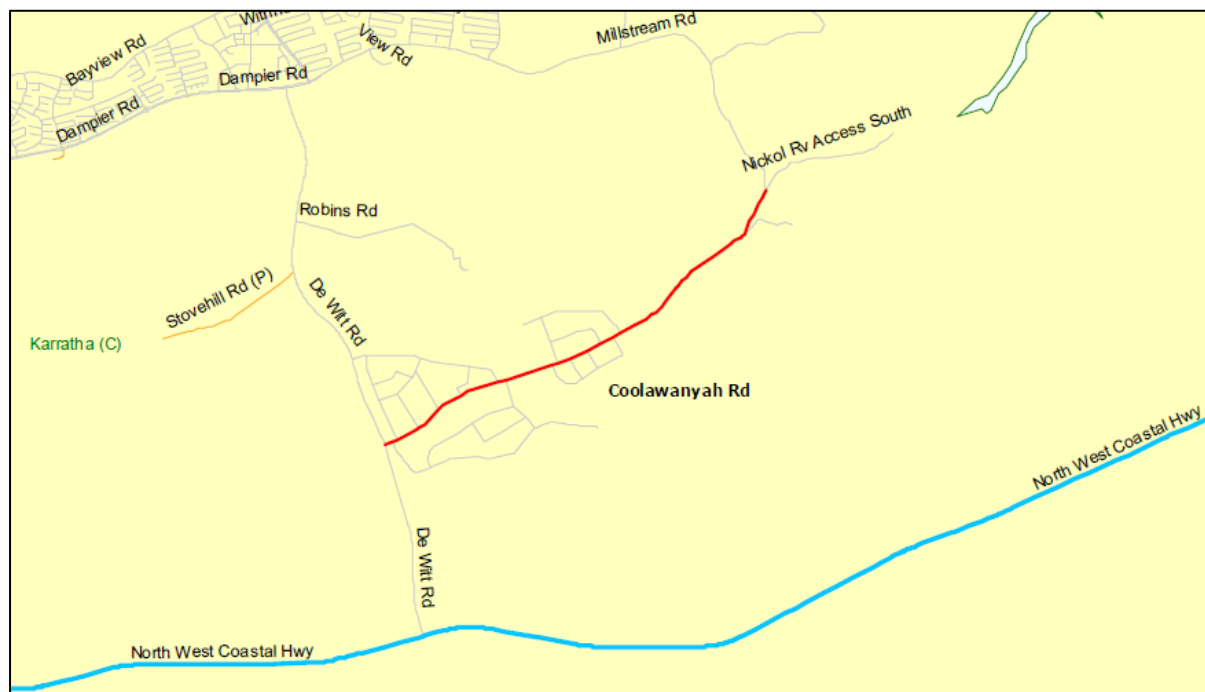 Millstream Rd
Bayview Rd
View Rd
Dampier Rd
Dampier Rd
Nickol Rv Access South
Robins Rd
Stovehill Rd (P)
De Witt Rd
Karratha (C)
Coolawanyah Rd
North West Coastal Hwy
De Witt Rd
North West Coastal Hwy